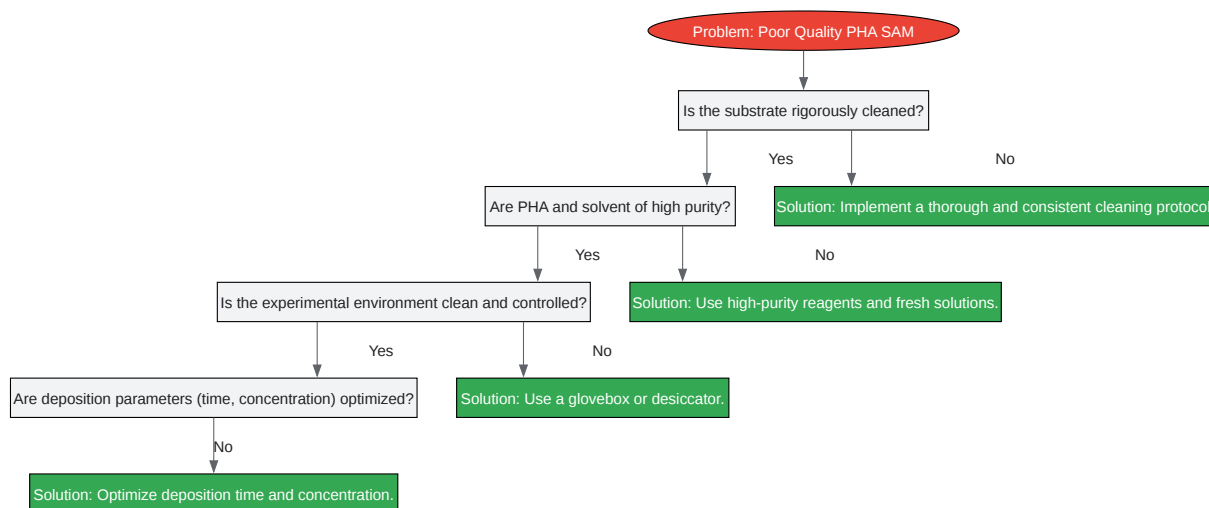 Problem: Poor Quality PHA SAM
Is the substrate rigorously cleaned?
Yes
No
Are PHA and solvent of high purity?
Solution: Implement a thorough and consistent cleaning protocol
Yes
No
Is the experimental environment clean and controlled?
Solution: Use high-purity reagents and fresh solutions.
Yes
No
Are deposition parameters (time, concentration) optimized?
Solution: Use a glovebox or desiccator.
No
Solution: Optimize deposition time and concentration.